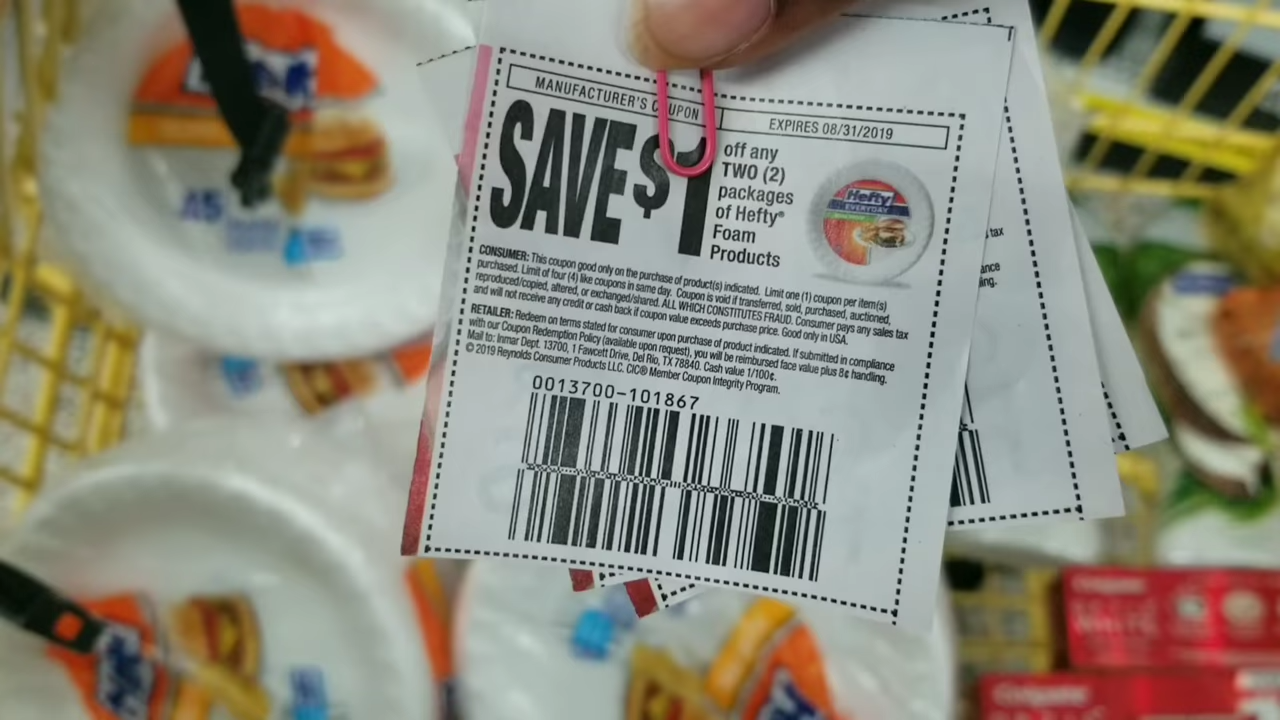 MANUFACTURER'S COUPON
EXPIRES 08/31/2019
SAVE $1
off any
TWO (2)
packages
of Hefty®
Foam
Products
Hefty
EVERYDAY
CONSUMER: This coupon good only on the purchase of product(s) indicated. Limit one (1) coupon per item(s)
purchased. Limit of four (4) like coupons in same day. Coupon is void if transferred, sold, purchased, auctioned,
reproduced/copied, altered, or exchanged/shared. ALL WHICH CONSTITUTES FRAUD. Consumer pays any sales tax
and will not receive any credit or cash back if coupon value exceeds purchase price. Good only in USA.
RETAILER: Redeem on terms stated for consumer upon purchase of product indicated. If submitted in compliance
with our Coupon Redemption Policy (available upon request), you will be reimbursed face value plus 8¢ handling.
Mail to: Inmar Dept. 13700, 1 Fawcett Drive, Del Rio, TX 78840. Cash value 1/100¢.
© 2019 Reynolds Consumer Products LLC. CIC® Member Coupon Integrity Program.
0013700-101867
tax
ance
ing.
45
Colgate
Colgate